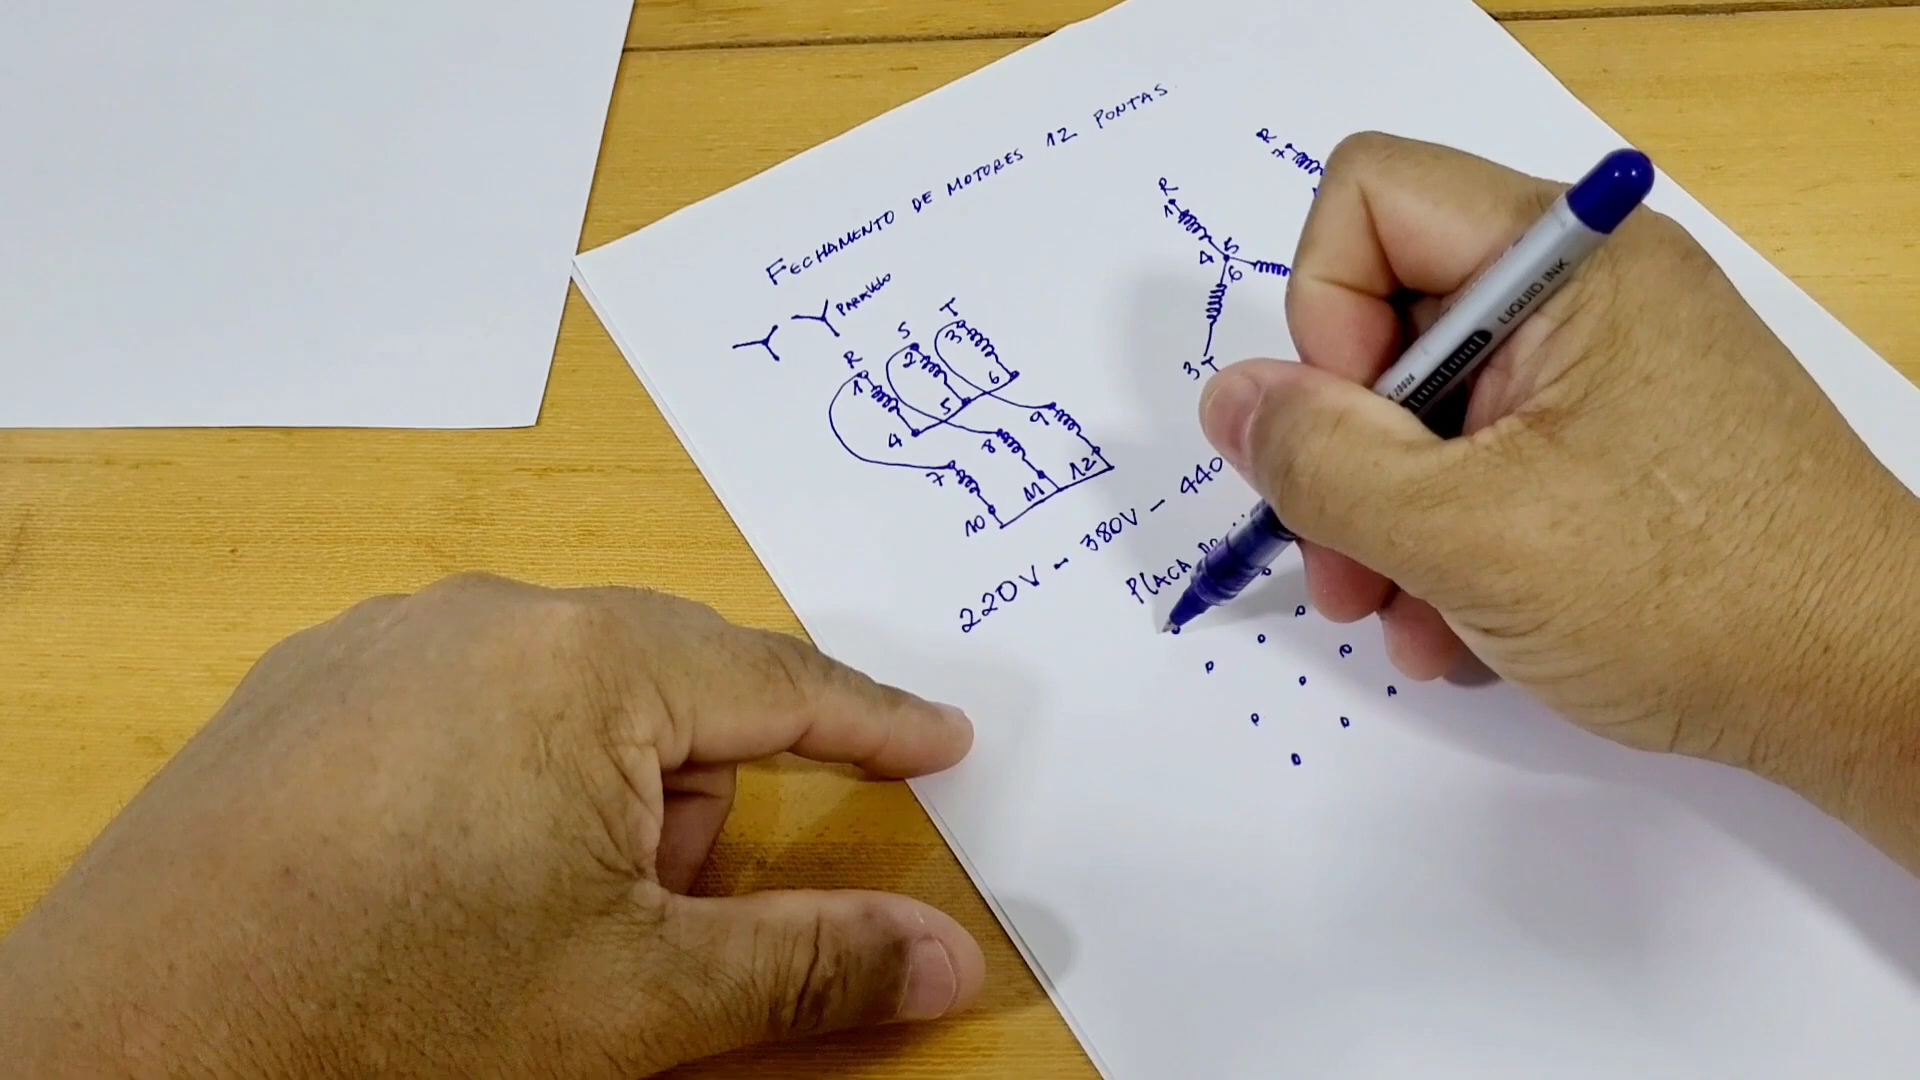 FECHAMENTO DE MOTORES 12 PONTAS
PARALELO
R S T
1 2 3
4 5 6
7 8 9
10 11 12
R
7
R
1
4 5
6
3 T
220V - 380V - 440
PLACA
LIQUID INK